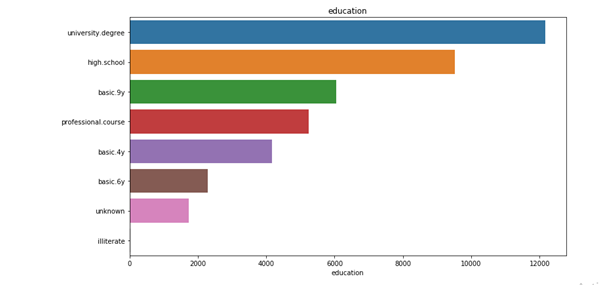 education
university.degree
high.school
basic.9y
professional.course
basic.4y
basic.6y
unknown
illiterate
0 2000 4000 6000 8000 10000 12000
education